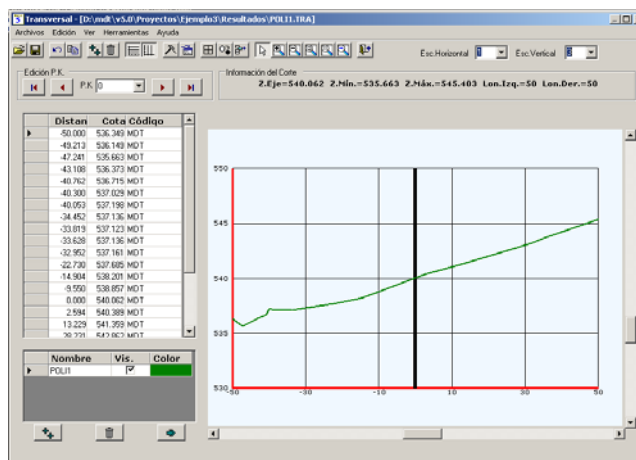 Transversal - [D:\mdt\v5.0\Proyectos\Ejemplo3\Resultados\POLI1.TRA]
Archivos Edición Ver Herramientas Ayuda
Esc.Horizontal 1 Esc.Vertical
Edición P.K.
P.K 0
Información del Corte
Z.Eje=540.062 Z.Mín.=535.663 Z.Máx.=545.403 Lon.Izq.=50 Lon.Der.=50
Distan Cota Código
-50.000 536.349 MDT
-49.213 536.149 MDT
-47.241 535.663 MDT
-43.108 536.373 MDT
-40.762 536.715 MDT
-40.300 537.029 MDT
-40.053 537.198 MDT
-34.452 537.136 MDT
-33.819 537.123 MDT
-33.628 537.136 MDT
-32.952 537.161 MDT
-22.730 537.605 MDT
-14.904 538.201 MDT
-9.550 538.857 MDT
0.000 540.062 MDT
2.594 540.389 MDT
13.229 541.359 MDT
28.231 542.862 MDT
550
545
540
535
530
-50 -30 -10 10 30 50
Nombre Vis. Color
POLI1